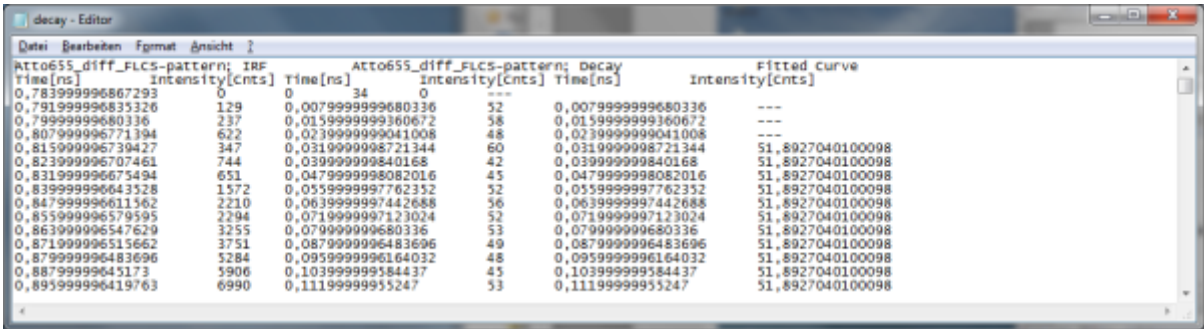 decay - Editor
Datei Bearbeiten Format Ansicht ?
Atto655_diff_FLCS-pattern; IRF Atto655_diff_FLCS-pattern; Decay Fitted Curve
Time[ns] Intensity[Cnts] Time[ns] Intensity[Cnts] Time[ns] Intensity[Cnts]
0,783999996867293 0 0 34 0 ---
0,791999996835326 129 0,0079999999680336 52 0,0079999999680336 ---
0,799999999680336 237 0,0159999999360672 58 0,0159999999360672 ---
0,807999996771394 622 0,0239999999041008 48 0,0239999999041008 ---
0,815999996739427 347 0,0319999998721344 60 0,0319999998721344 51,8927040100098
0,823999996707461 744 0,039999999840168 42 0,039999999840168 51,8927040100098
0,831999996675494 651 0,0479999998082016 45 0,0479999998082016 51,8927040100098
0,839999996643528 1572 0,0559999997762352 52 0,0559999997762352 51,8927040100098
0,847999996611562 2210 0,0639999997442688 56 0,0639999997442688 51,8927040100098
0,855999996579595 2294 0,0719999997123024 52 0,0719999997123024 51,8927040100098
0,863999996547629 3255 0,079999999680336 53 0,079999999680336 51,8927040100098
0,871999996515662 3751 0,0879999996483696 49 0,0879999996483696 51,8927040100098
0,879999996483696 5284 0,0959999996164032 48 0,0959999996164032 51,8927040100098
0,88799999645173 5906 0,103999999584437 45 0,103999999584437 51,8927040100098
0,895999996419763 6990 0,11199999955247 53 0,11199999955247 51,8927040100098